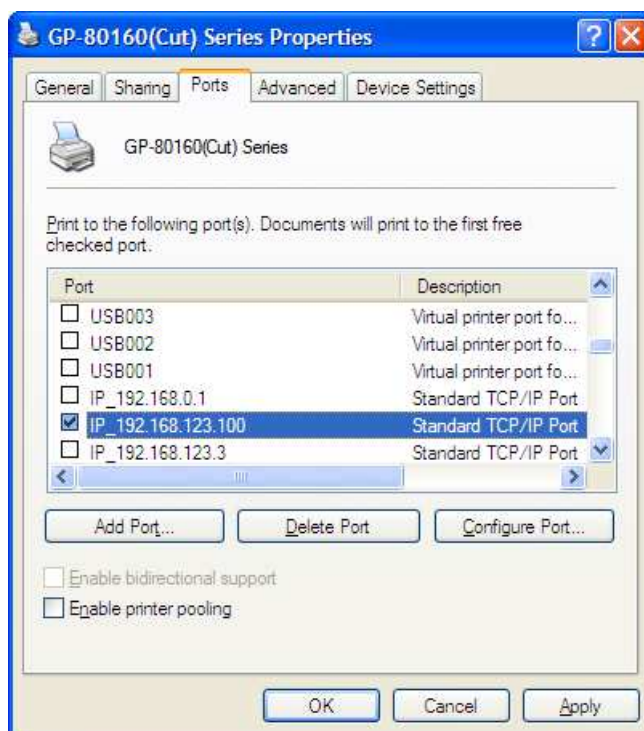 GP-80160(Cut) Series Properties
General Sharing Ports Advanced Device Settings
GP-80160(Cut) Series
Print to the following port(s). Documents will print to the first free
checked port.
Port Description
USB003 Virtual printer port fo...
USB002 Virtual printer port fo...
USB001 Virtual printer port fo...
IP_192.168.0.1 Standard TCP/IP Port
IP_192.168.123.100 Standard TCP/IP Port
IP_192.168.123.3 Standard TCP/IP Port
Add Port... Delete Port Configure Port...
Enable bidirectional support
Enable printer pooling
OK Cancel Apply